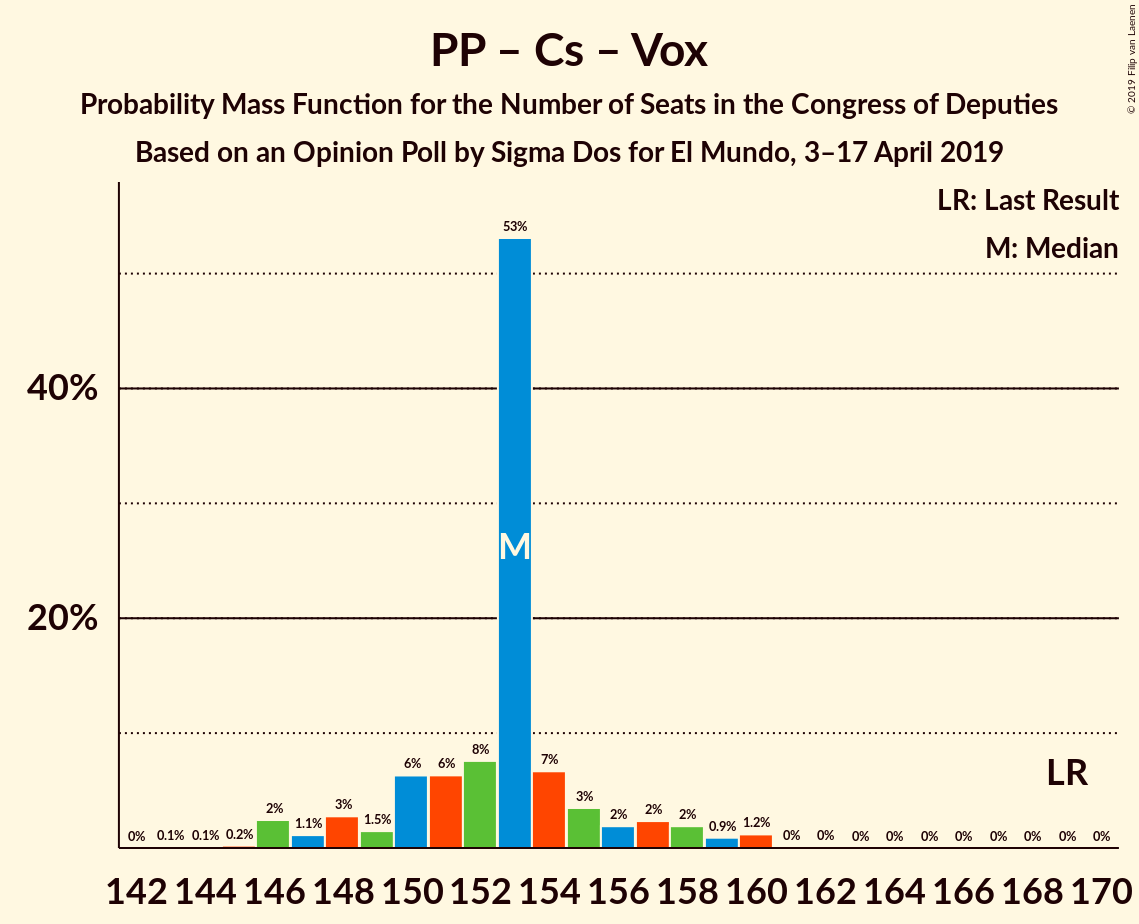 PP – Cs – Vox
Probability Mass Function for the Number of Seats in the Congress of Deputies
Based on an Opinion Poll by Sigma Dos for El Mundo, 3–17 April 2019
© 2019 Filip van Laenen
LR: Last Result
M: Median
53%
40%
M
20%
LR
0% 0.1% 0.1% 0.2% 2% 1.1% 3% 1.5% 6% 6% 8% 7% 3% 2% 2% 2% 0.9% 1.2% 0% 0% 0% 0% 0% 0% 0% 0% 0% 0%
142 144 146 148 150 152 154 156 158 160 162 164 166 168 170